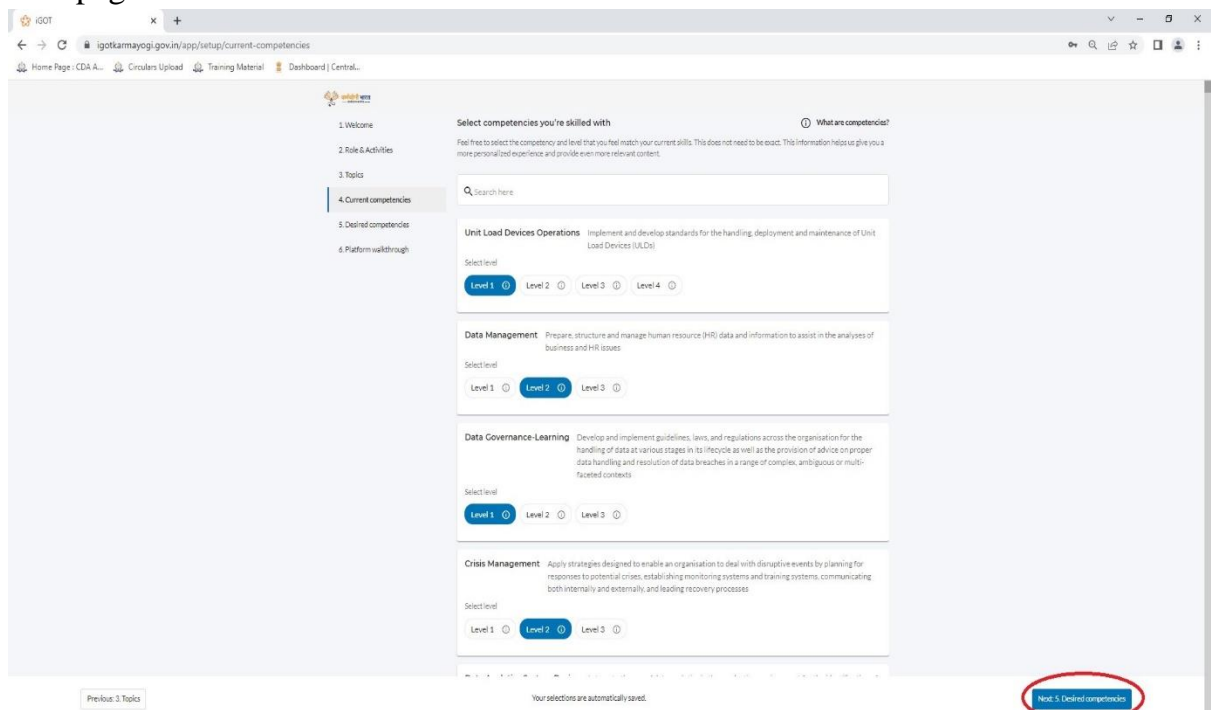 iGOT
igotkarmayogi.gov.in/app/setup/current-competencies
Home Page : CDA A... Circulars Upload Training Material Dashboard | Central...
1. Welcome
2. Role & Activities
3. Topics
4. Current competencies
5. Desired competencies
6. Platform walkthrough
Select competencies you're skilled with
What are competencies?
Feel free to select the competency and level that you feel match your current skills. This does not need to be exact. This information helps us give you a
more personalized experience and provide even more relevant content.
Search here
Unit Load Devices Operations Implement and develop standards for the handling, deployment and maintenance of Unit
Load Devices (ULDs)
Select level
Level 1 Level 2 Level 3 Level 4
Data Management Prepare, structure and manage human resource (HR) data and information to assist in the analyses of
business and HR issues
Select level
Level 1 Level 2 Level 3
Data Governance-Learning Develop and implement guidelines, laws, and regulations across the organisation for the
handling of data at various stages in its lifecycle as well as the provision of advice on proper
data handling and resolution of data breaches in a range of complex, ambiguous or multi-
faceted contexts
Select level
Level 1 Level 2 Level 3
Crisis Management Apply strategies designed to enable an organisation to deal with disruptive events by planning for
responses to potential crises, establishing monitoring systems and training systems, communicating
both internally and externally, and leading recovery processes
Select level
Level 1 Level 2 Level 3
Previous: 3. Topics
Your selections are automatically saved.
Next: 5. Desired competencies